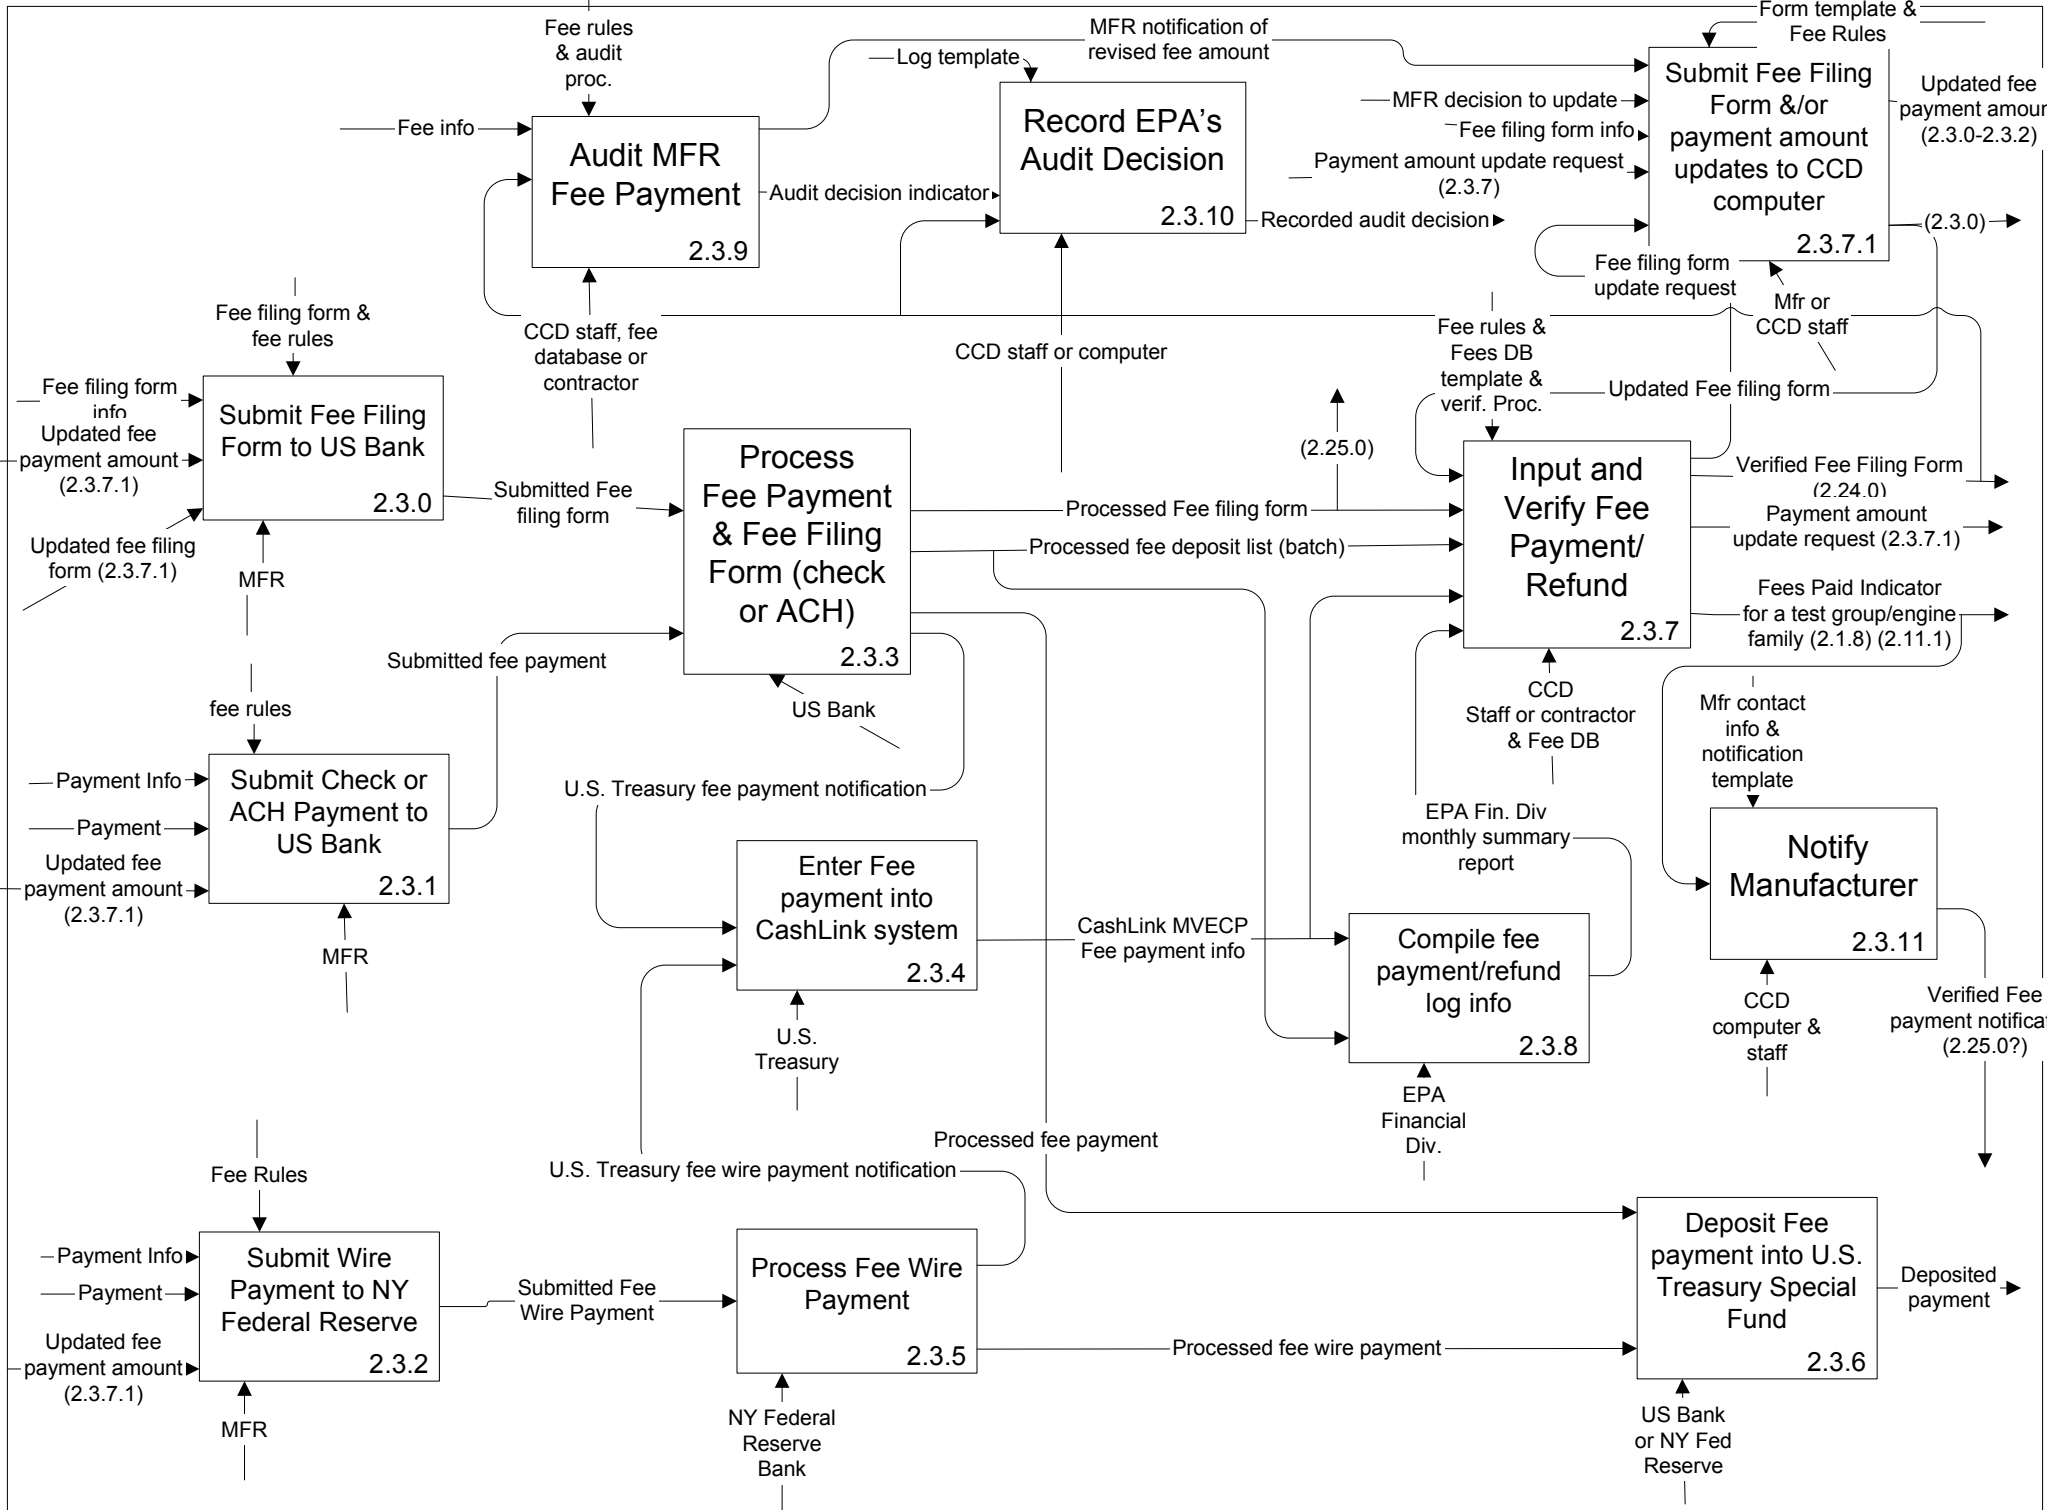 Fee rules
& audit
proc.
MFR notification of
revised fee amount
Form template &
Fee Rules
Log template
Fee info
Audit MFR
Fee Payment
2.3.9
Audit decision indicator
Record EPA's
Audit Decision
2.3.10
Recorded audit decision
MFR decision to update
Fee filing form info
Payment amount update request
(2.3.7)
Submit Fee Filing
Form &/or
payment amount
updates to CCD
computer
2.3.7.1
Updated fee
payment amour
(2.3.0-2.3.2)
(2.3.0)
Fee filing form
update request
Mfr or
CCD staff
Fee filing form &
fee rules
CCD staff, fee
database or
contractor
CCD staff or computer
Fee rules &
Fees DB
template &
verif. Proc.
Updated Fee filing form
Fee filing form
info
Updated fee
payment amount
(2.3.7.1)
Updated fee filing
form (2.3.7.1)
Submit Fee Filing
Form to US Bank
2.3.0
MFR
Submitted Fee
filing form
Process
Fee Payment
& Fee Filing
Form (check
or ACH)
2.3.3
US Bank
(2.25.0)
Processed Fee filing form
Processed fee deposit list (batch)
Input and
Verify Fee
Payment/
Refund
2.3.7
Verified Fee Filing Form
(2.24.0)
Payment amount
update request (2.3.7.1)
Fees Paid Indicator
for a test group/engine
family (2.1.8) (2.11.1)
CCD
Staff or contractor
& Fee DB
Mfr contact
info &
notification
template
fee rules
Submitted fee payment
Payment Info
Payment
Updated fee
payment amount
(2.3.7.1)
Submit Check or
ACH Payment to
US Bank
2.3.1
MFR
U.S. Treasury fee payment notification
Enter Fee
payment into
CashLink system
2.3.4
U.S.
Treasury
CashLink MVECP
Fee payment info
EPA Fin. Div
monthly summary
report
Compile fee
payment/refund
log info
2.3.8
EPA
Financial
Div.
Notify
Manufacturer
2.3.11
CCD
computer &
staff
Verified Fee
payment notificat
(2.25.0?)
Processed fee payment
U.S. Treasury fee wire payment notification
Fee Rules
Payment Info
Payment
Updated fee
payment amount
(2.3.7.1)
Submit Wire
Payment to NY
Federal Reserve
2.3.2
MFR
Submitted Fee
Wire Payment
Process Fee Wire
Payment
2.3.5
NY Federal
Reserve
Bank
Processed fee wire payment
Deposit Fee
payment into U.S.
Treasury Special
Fund
2.3.6
Deposited
payment
US Bank
or NY Fed
Reserve